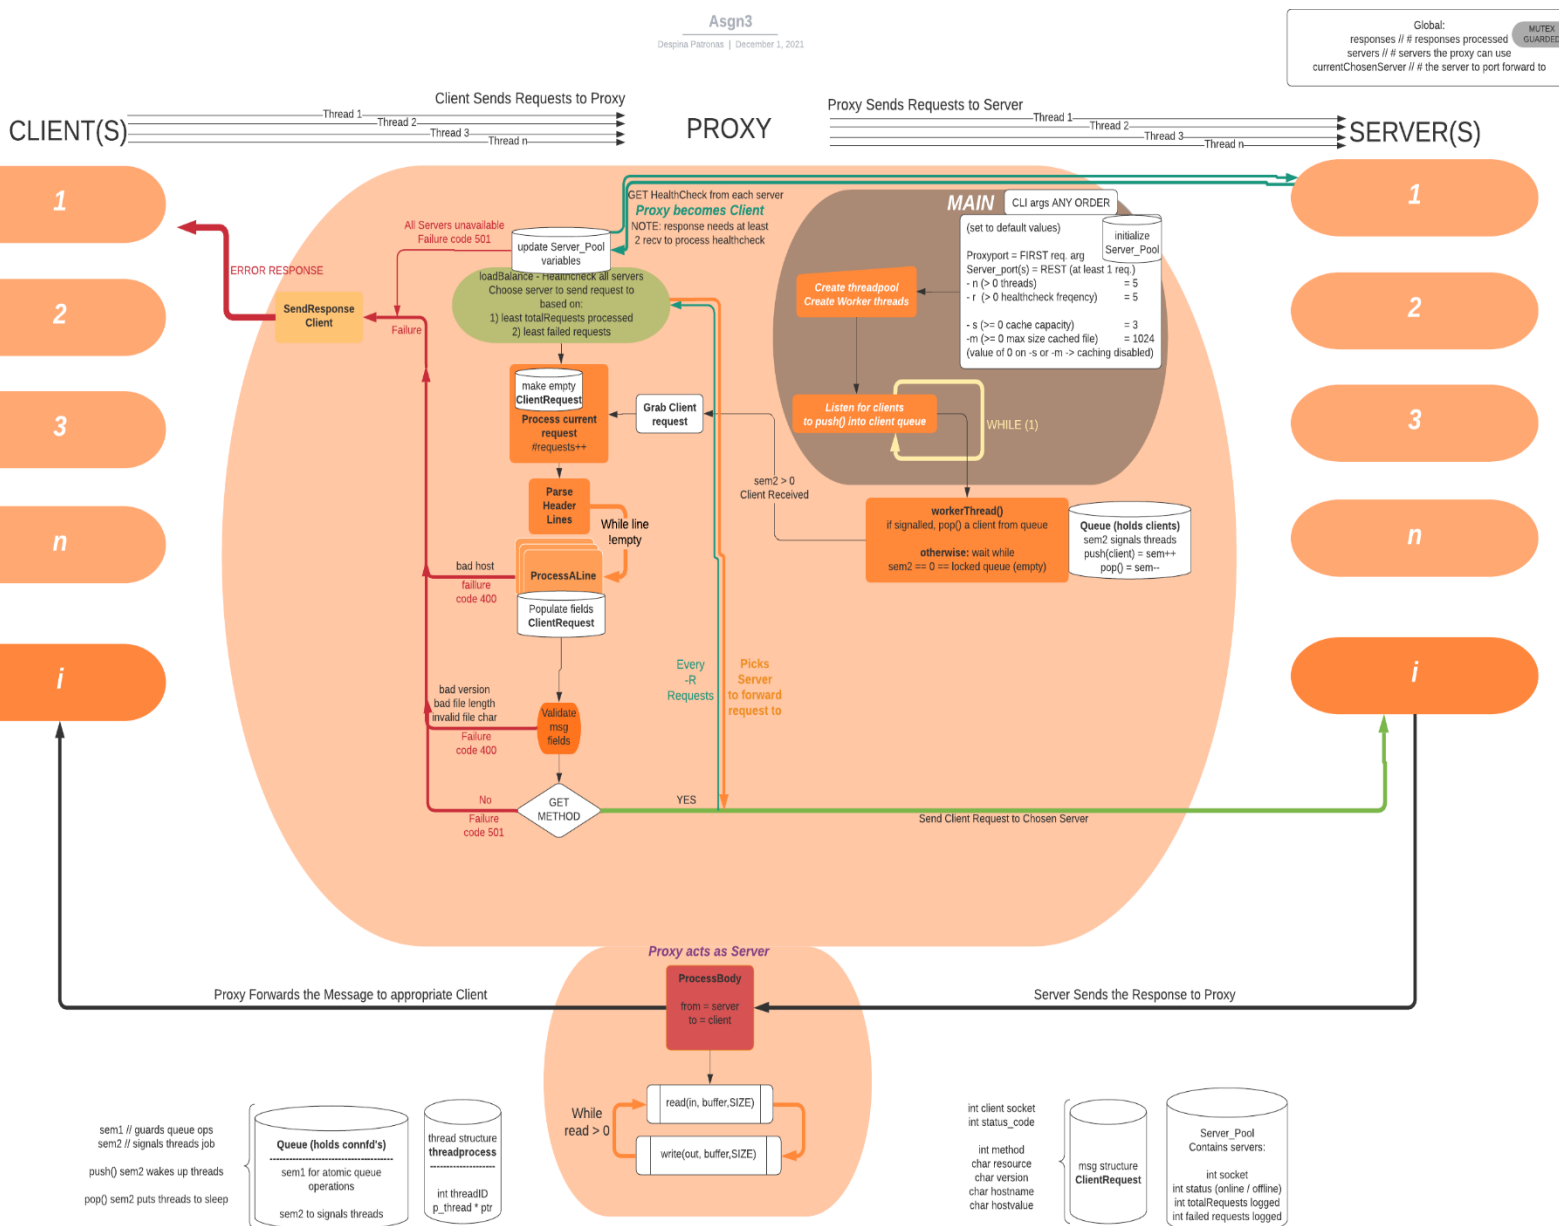 Asgn3
Despina Patronas | December 1, 2021
Global:
responses // # responses processed
servers // # servers the proxy can use
currentChosenServer // # the server to port forward to
MUTEX
GUARDED
Client Sends Requests to Proxy
Proxy Sends Requests to Server
CLIENT(S)
Thread 1
Thread 2
Thread 3
Thread n
PROXY
Thread 1
Thread 2
Thread 3
Thread n
SERVER(S)
1
2
3
n
i
1
2
3
n
i
GET HealthCheck from each server
Proxy becomes Client
NOTE: response needs at least
2 recv to process healthcheck
All Servers unavailable
Failure code 501
ERROR RESPONSE
SendResponse
Client
Failure
update Server_Pool
variables
loadBalance - Healthcheck all servers
Choose server to send request to
based on:
1) least totalRequests processed
2) least failed requests
make empty
ClientRequest
Process current
request
#requests++
Grab Client
request
Parse
Header
Lines
While line
!empty
ProcessALine
bad host
faillure
code 400
Populate fields
ClientRequest
bad version
bad file length
invalid file char
Failure
code 400
Validate
msg
fields
No
Failure
code 501
GET
METHOD
YES
Every
-R
Requests
Picks
Server
to forward
request to
Send Client Request to Chosen Server
MAIN
CLI args ANY ORDER
(set to default values)
initialize
Server_Pool
Proxyport = FIRST req. arg
Server_port(s) = REST (at least 1 req.)
- n (> 0 threads) = 5
- r (> 0 healthcheck freqency) = 5
- s (>= 0 cache capacity) = 3
-m (>= 0 max size cached file) = 1024
(value of 0 on -s or -m -> caching disabled)
Create threadpool
Create Worker threads
Listen for clients
to push() into client queue
WHILE (1)
sem2 > 0
Client Received
workerThread()
if signalled, pop() a client from queue
otherwise: wait while
sem2 == 0 == locked queue (empty)
Queue (holds clients)
sem2 signals threads
push(client) = sem++
pop() = sem--
Proxy acts as Server
ProcessBody
from = server
to = client
Proxy Forwards the Message to appropriate Client
Server Sends the Response to Proxy
While
read > 0
read(in, buffer,SIZE)
write(out, buffer,SIZE)
sem1 // guards queue ops
sem2 // signals threads job
push() sem2 wakes up threads
pop() sem2 puts threads to sleep
Queue (holds connfd's)
sem1 for atomic queue
operations
sem2 to signals threads
thread structure
threadprocess
int threadID
p_thread * ptr
int client socket
int status_code
int method
char resource
char version
char hostname
char hostvalue
msg structure
ClientRequest
Server_Pool
Contains servers:
int socket
int status (online / offline)
int totalRequests logged
int failed requests logged